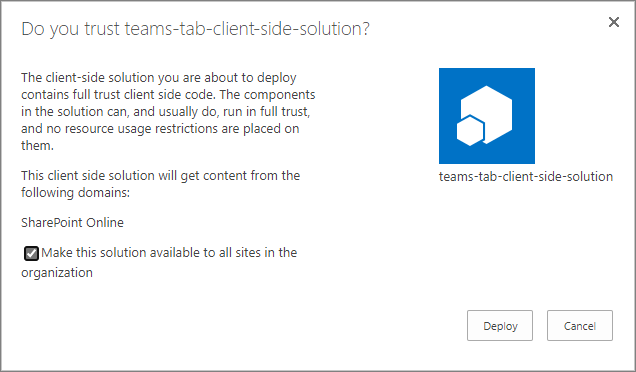 Do you trust teams-tab-client-side-solution?
The client-side solution you are about to deploy
contains full trust client side code. The components
in the solution can, and usually do, run in full trust,
and no resource usage restrictions are placed on
them.
This client side solution will get content from the
following domains:
SharePoint Online
Make this solution available to all sites in the
organization
teams-tab-client-side-solution
Deploy
Cancel